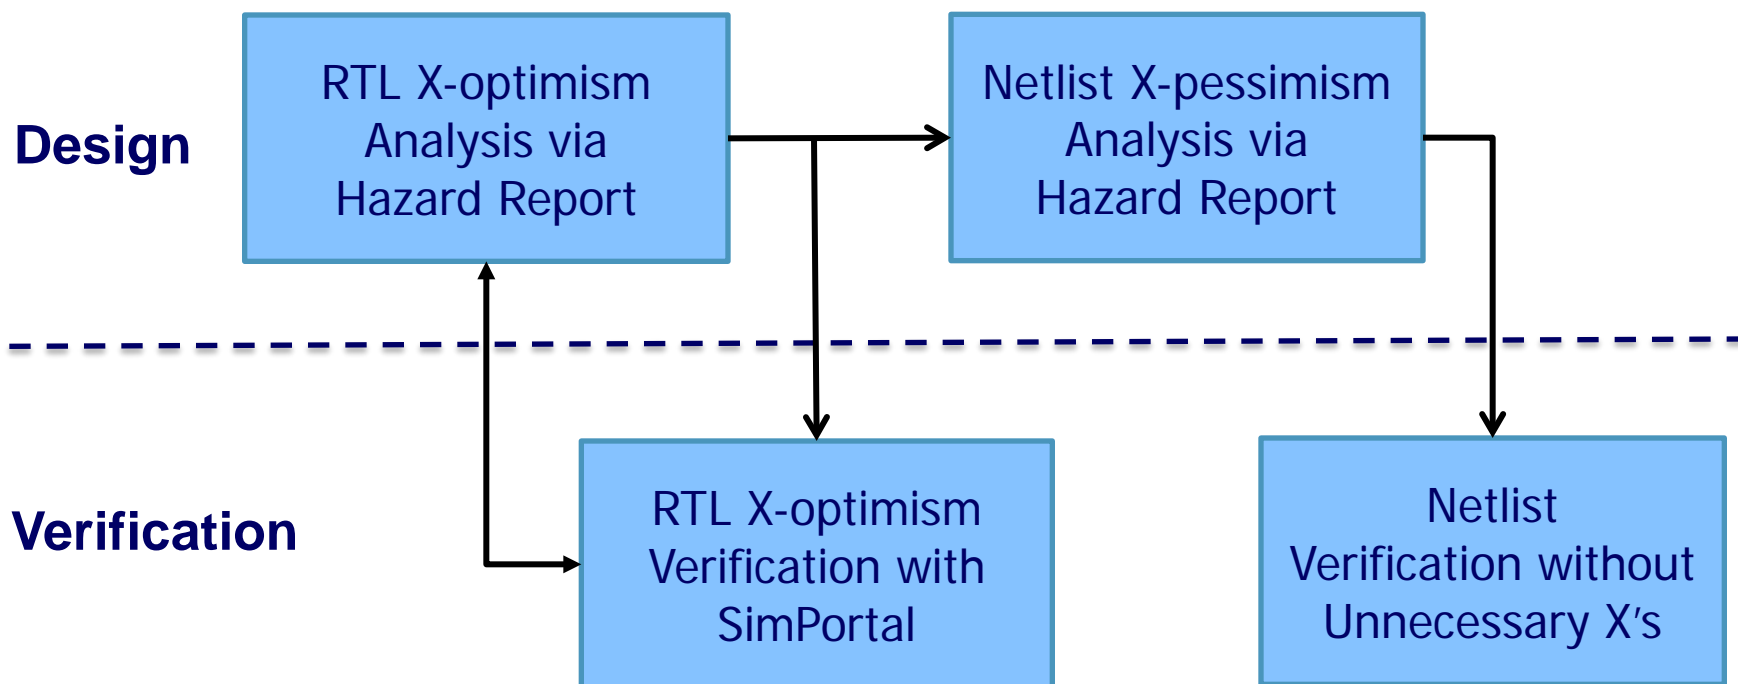 Design
RTL X-optimism
Analysis via
Hazard Report
Netlist X-pessimism
Analysis via
Hazard Report
Verification
RTL X-optimism
Verification with
SimPortal
Netlist
Verification without
Unnecessary X's